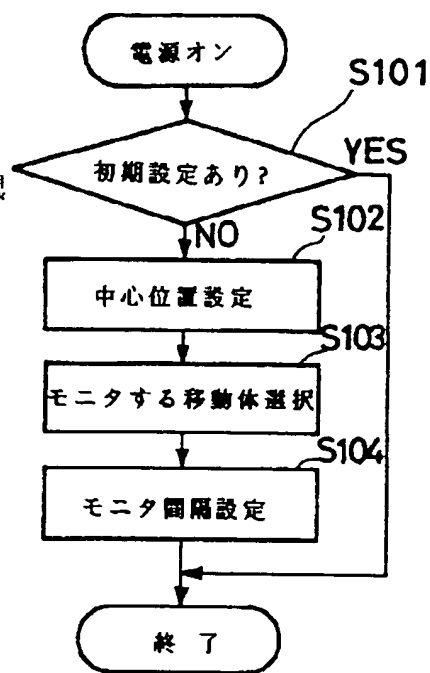 電源オン
S101
初期設定あり?
YES
NO
S102
中心位置設定
S103
モニタする移動体選択
S104
モニタ間隔設定
終了